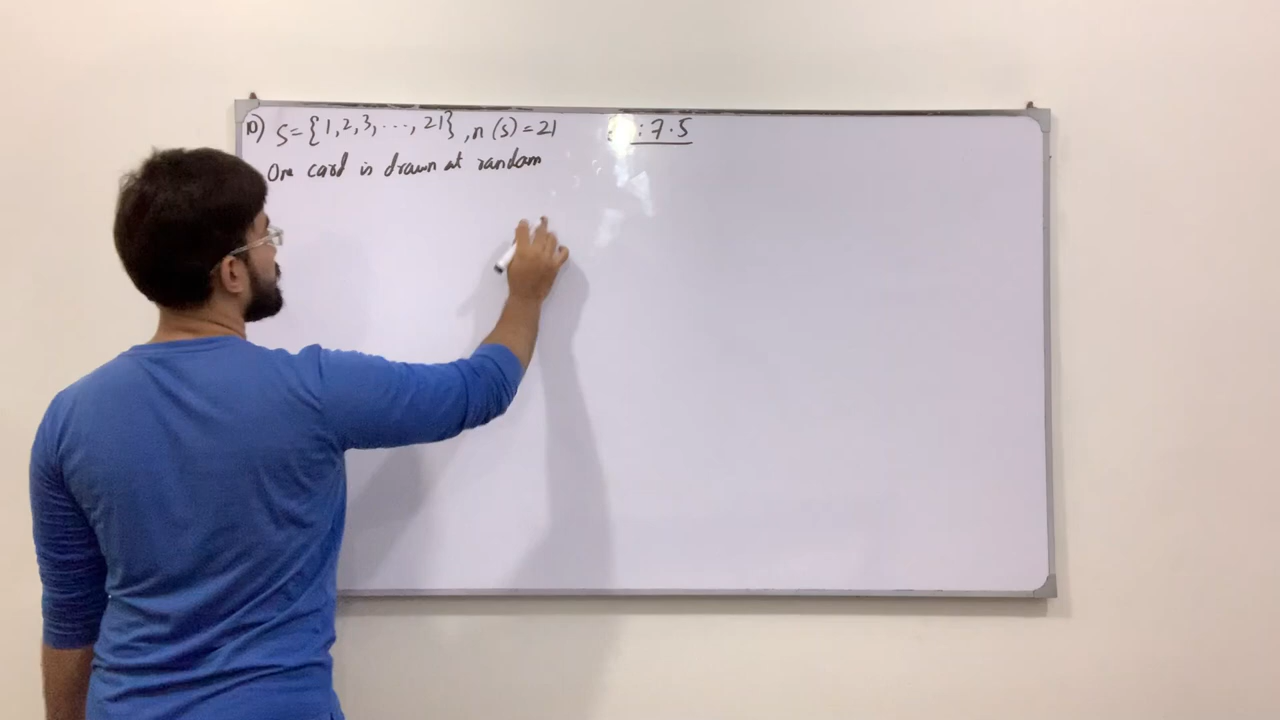 10) S={1,2,3,...,21}, n(S)=21
:7.5
One card is drawn at random